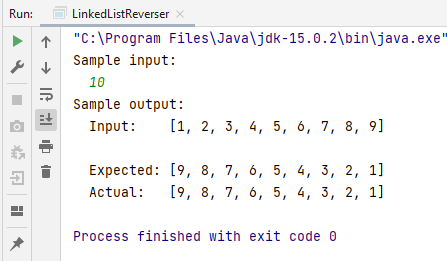 Run: LinkedListReverser
"C:\Program Files\Java\jdk-15.0.2\bin\java.exe"
Sample input:
10
Sample output:
Input: [1, 2, 3, 4, 5, 6, 7, 8, 9]
Expected: [9, 8, 7, 6, 5, 4, 3, 2, 1]
Actual: [9, 8, 7, 6, 5, 4, 3, 2, 1]
Process finished with exit code 0